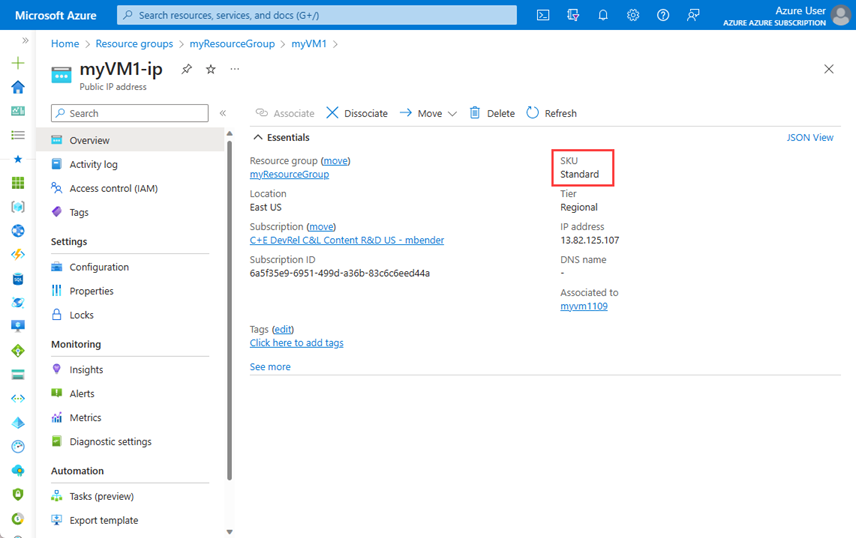 Microsoft Azure
Search resources, services, and docs (G+/)
Azure User
AZURE AZURE SUBSCRIPTION
Home > Resource groups > myResourceGroup > myVM1 >
myVM1-ip
Public IP address
Search
Overview
Activity log
Access control (IAM)
Tags
Settings
Configuration
Properties
Locks
Monitoring
Insights
Alerts
Metrics
Diagnostic settings
Automation
Tasks (preview)
Export template
Associate Dissociate Move Delete Refresh
Essentials
JSON View
Resource group (move)
myResourceGroup
Location
East US
Subscription (move)
C+E DevRel C&L Content R&D US - mbender
Subscription ID
6a5f35e9-6951-499d-a36b-83c6c6eed44a
SKU
Standard
Tier
Regional
IP address
13.82.125.107
DNS name
-
Associated to
myvm1109
Tags (edit)
Click here to add tags
See more